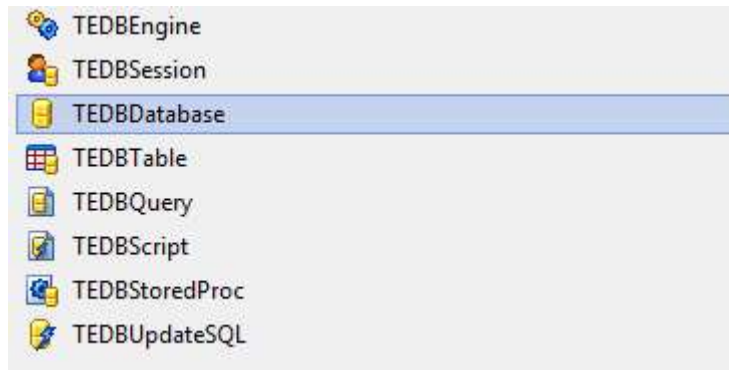 TEDBEngine
TEDBSession
TEDBDatabase
TEDBTable
TEDBQuery
TEDBScript
TEDBStoredProc
TEDBUpdateSQL